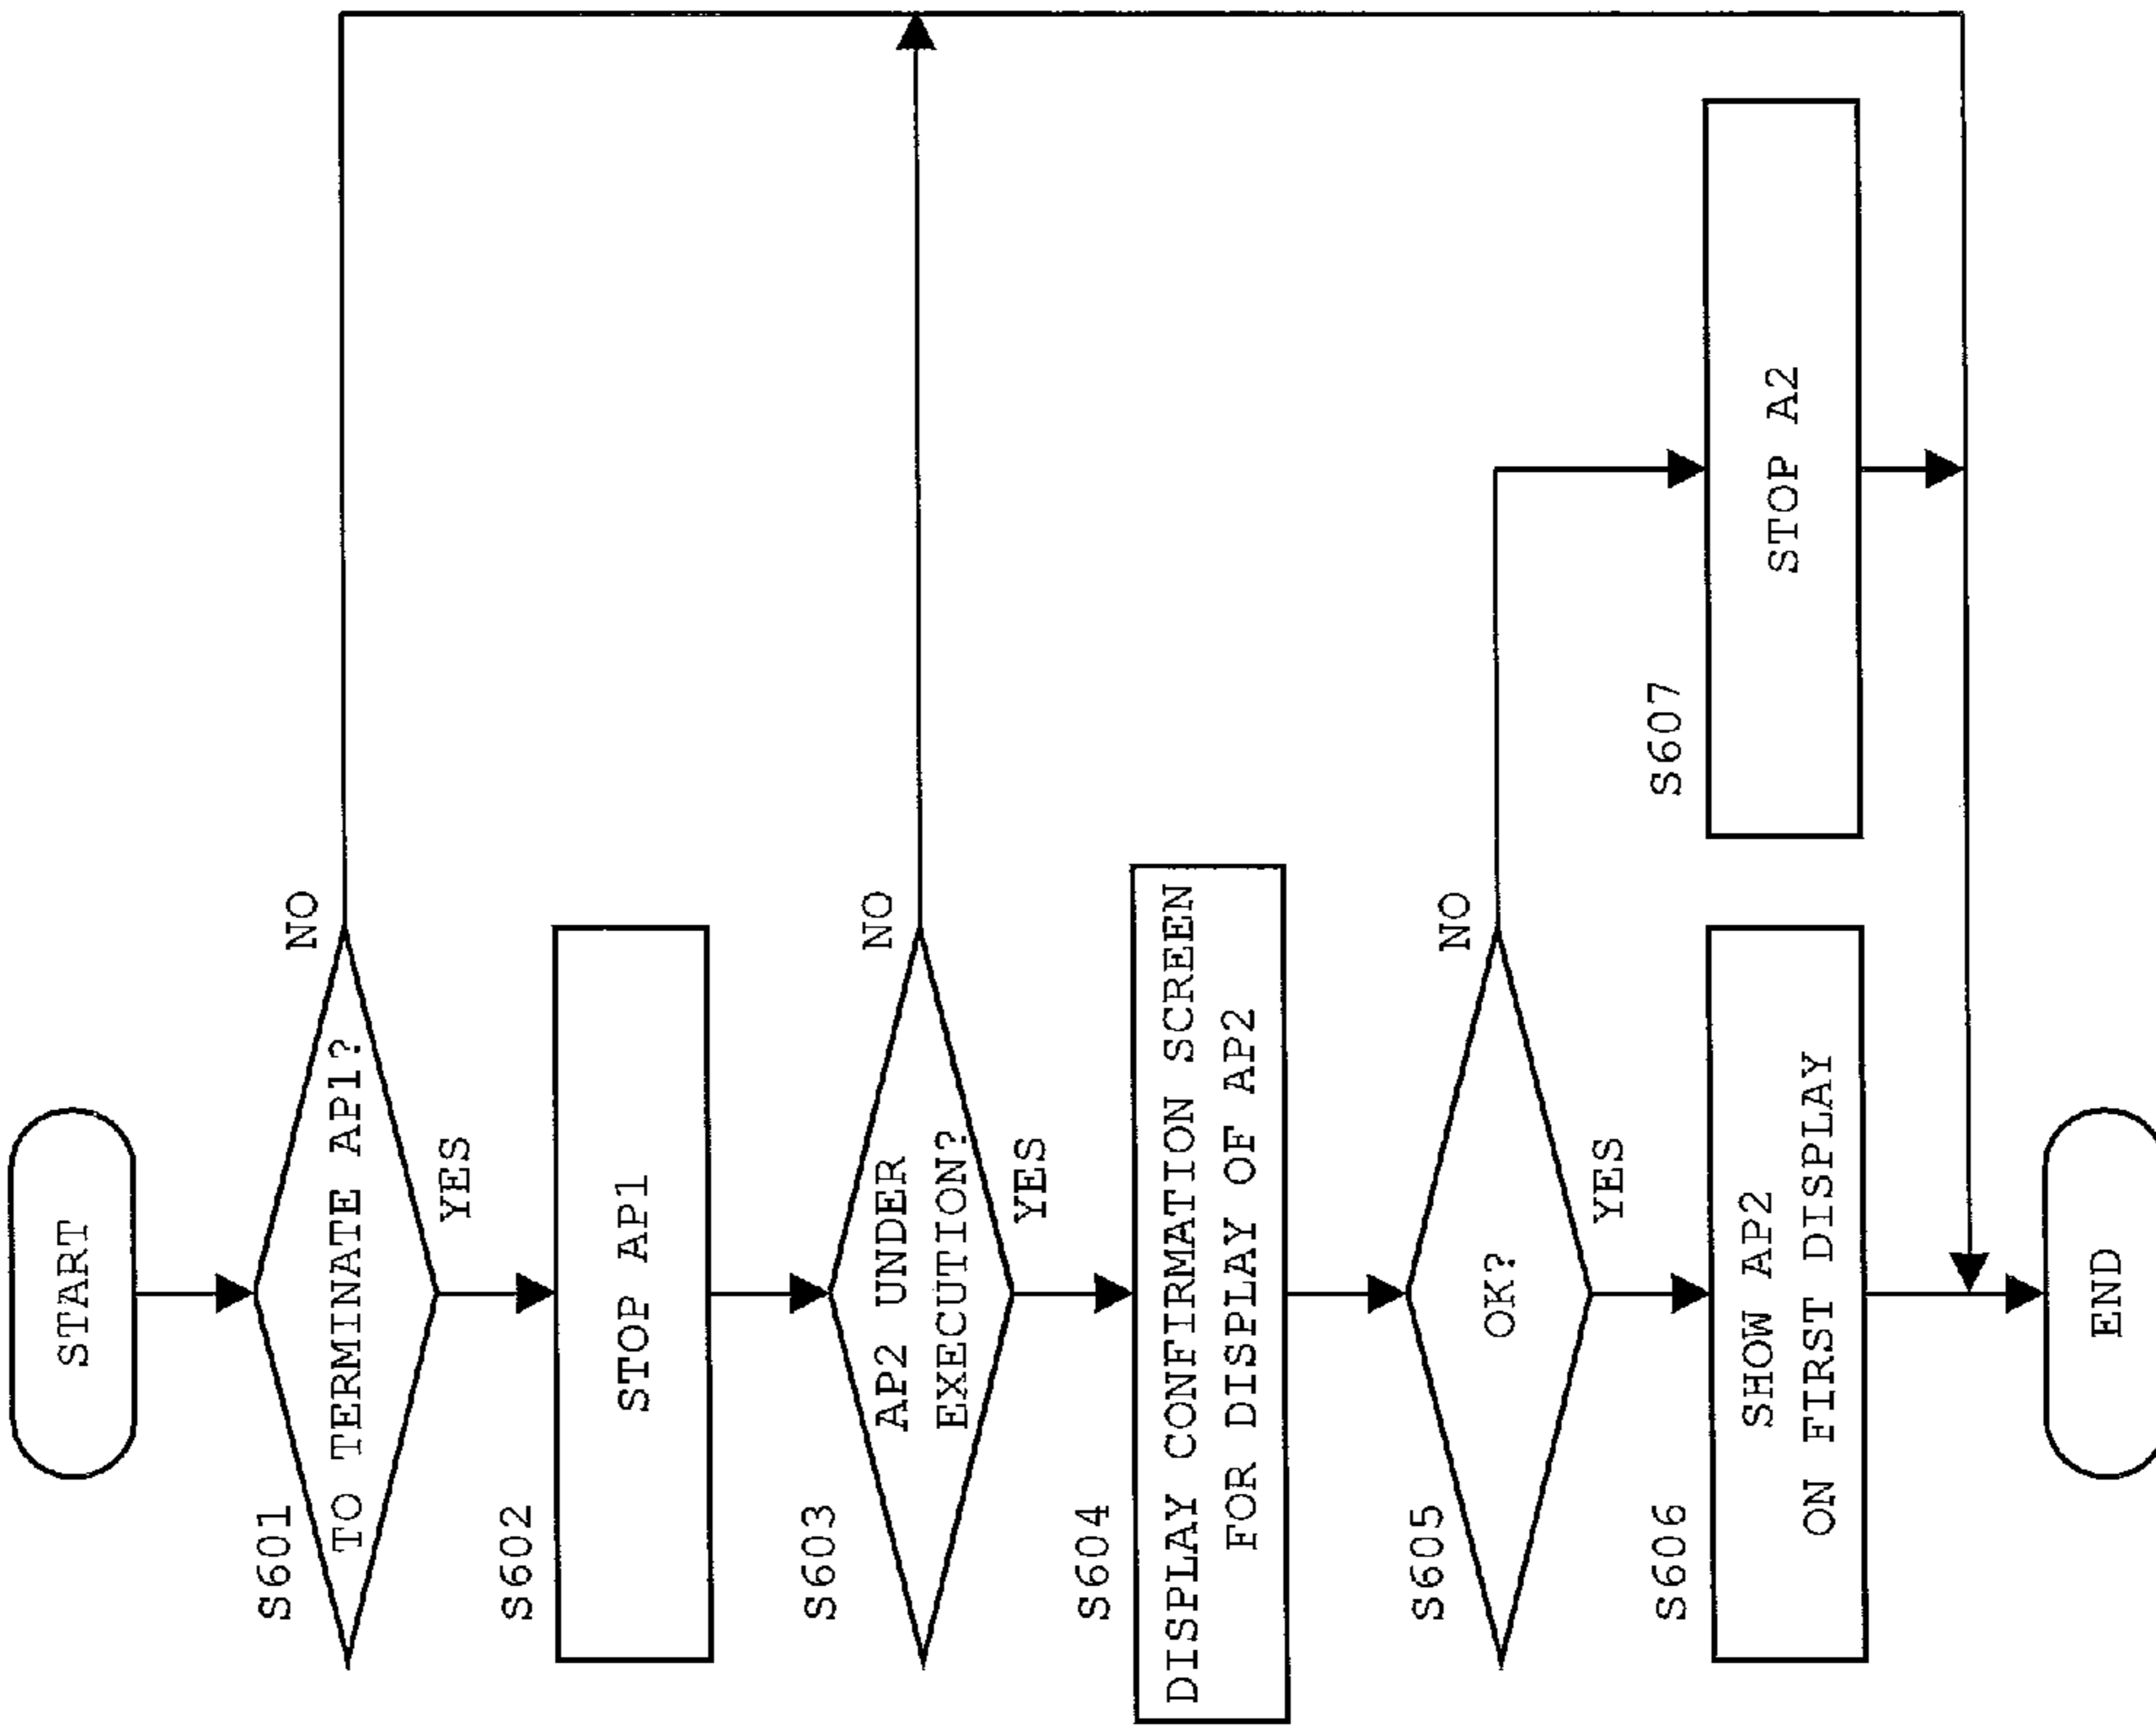 START
S601
TO TERMINATE AP1?
NO
YES
S602
STOP AP1
S603
AP2 UNDER
EXECUTION?
NO
YES
S604
DISPLAY CONFIRMATION SCREEN
FOR DISPLAY OF AP2
S605
OK?
NO
YES
S606
SHOW AP2
ON FIRST DISPLAY
S607
STOP A2
END